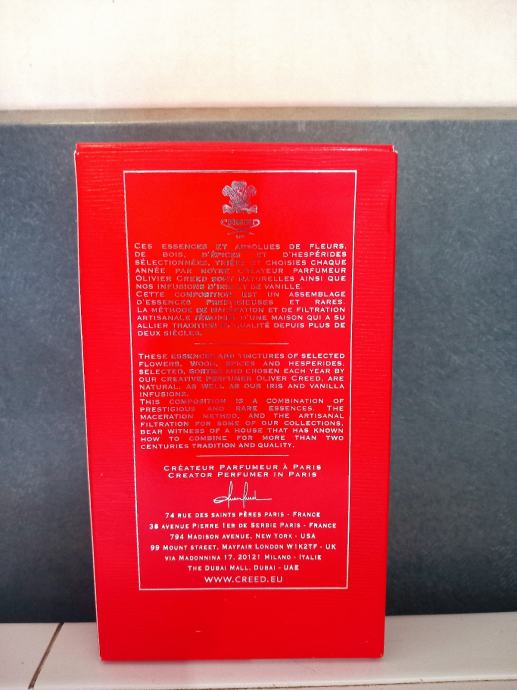 CREED
CES ESSENCES ET ABSOLUES DE FLEURS,
DE BOIS, D'ÉPICES ET D'HESPÉRIDES
SÉLECTIONNÉES, TRIÉES ET CHOISIES CHAQUE
ANNÉE PAR NOTRE CRÉATEUR PARFUMEUR
OLIVIER CREED SONT NATURELLES AINSI QUE
NOS INFUSIONS D'IRIS ET DE VANILLE.
CETTE COMPOSITION EST UN ASSEMBLAGE
D'ESSENCES PRESTIGIEUSES ET RARES.
LA MÉTHODE DE MACÉRATION ET DE FILTRATION
ARTISANALE TÉMOIGNE D'UNE MAISON QUI A SU
ALLIER TRADITION ET QUALITÉ DEPUIS PLUS DE
DEUX SIÈCLES.
THESE ESSENCES AND TINCTURES OF SELECTED
FLOWERS, WOOD, SPICES AND HESPERIDES,
SELECTED, SORTED AND CHOSEN EACH YEAR BY
OUR CREATIVE PERFUMER OLIVER CREED, ARE
NATURAL, AS WELL AS OUR IRIS AND VANILLA
INFUSIONS.
THIS COMPOSITION IS A COMBINATION OF
PRESTIGIOUS AND RARE ESSENCES. THE
MACERATION METHOD, AND THE ARTISANAL
FILTRATION FOR SOME OF OUR COLLECTIONS,
BEAR WITNESS OF A HOUSE THAT HAS KNOWN
HOW TO COMBINE FOR MORE THAN TWO
CENTURIES TRADITION AND QUALITY.
CRÉATEUR PARFUMEUR À PARIS
CREATOR PERFUMER IN PARIS
74 RUE DES SAINTS PÈRES PARIS - FRANCE
38 AVENUE PIERRE 1ER DE SERBIE PARIS - FRANCE
794 MADISON AVENUE, NEW YORK - USA
99 MOUNT STREET, MAYFAIR LONDON W1K2TF - UK
VIA MADONNINA 17, 20121 MILANO - ITALIE
THE DUBAI MALL, DUBAI - UAE
WWW.CREED.EU